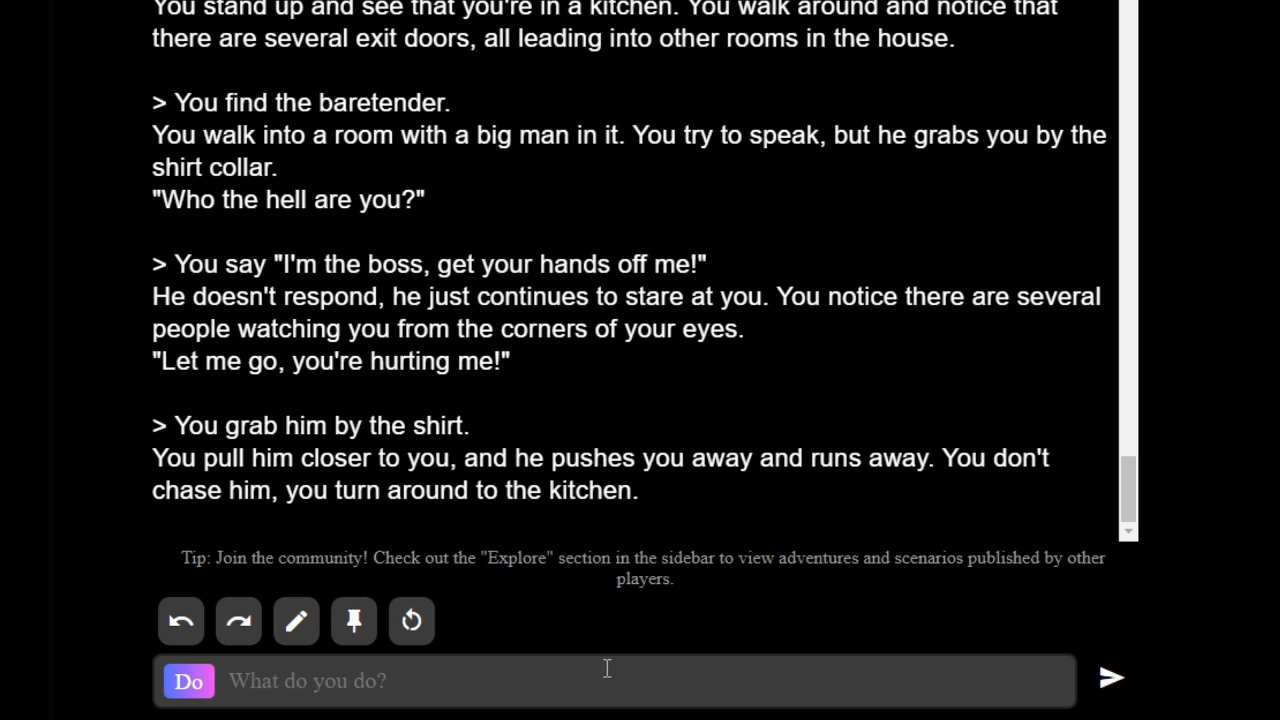 You stand up and see that you're in a kitchen. You walk around and notice that
there are several exit doors, all leading into other rooms in the house.
> You find the baretender.
You walk into a room with a big man in it. You try to speak, but he grabs you by the
shirt collar.
"Who the hell are you?"
> You say "I'm the boss, get your hands off me!"
He doesn't respond, he just continues to stare at you. You notice there are several
people watching you from the corners of your eyes.
"Let me go, you're hurting me!"
> You grab him by the shirt.
You pull him closer to you, and he pushes you away and runs away. You don't
chase him, you turn around to the kitchen.
Tip: Join the community! Check out the "Explore" section in the sidebar to view adventures and scenarios published by other
players.
Do What do you do?